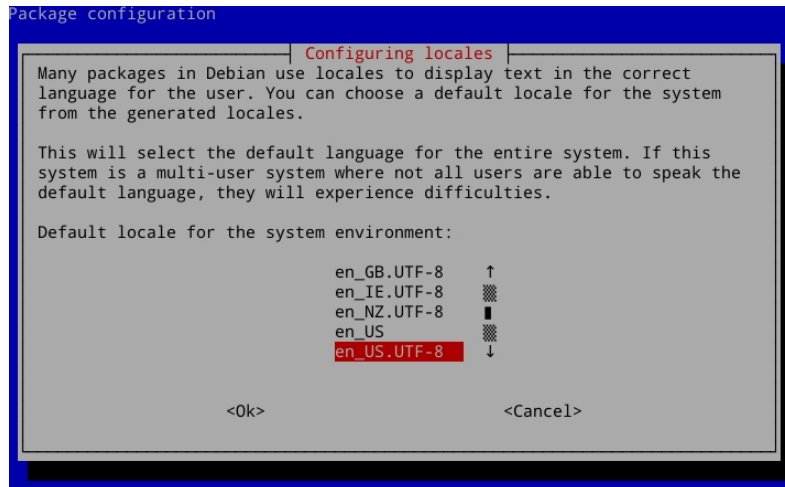 Package configuration
Configuring locales
Many packages in Debian use locales to display text in the correct
language for the user. You can choose a default locale for the system
from the generated locales.
This will select the default language for the entire system. If this
system is a multi-user system where not all users are able to speak the
default language, they will experience difficulties.
Default locale for the system environment:
en_GB.UTF-8 ↑
en_IE.UTF-8
en_NZ.UTF-8
en_US
en_US.UTF-8 ↓
<Ok> <Cancel>